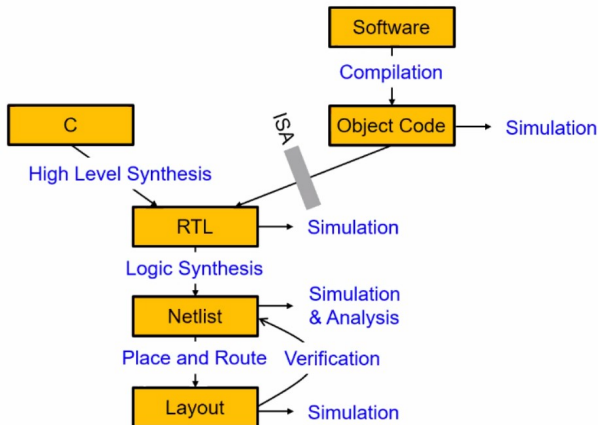 Software
Compilation
ISA
C
Object Code
Simulation
High Level Synthesis
RTL
Simulation
Logic Synthesis
Netlist
Simulation
& Analysis
Place and Route
Verification
Layout
Simulation